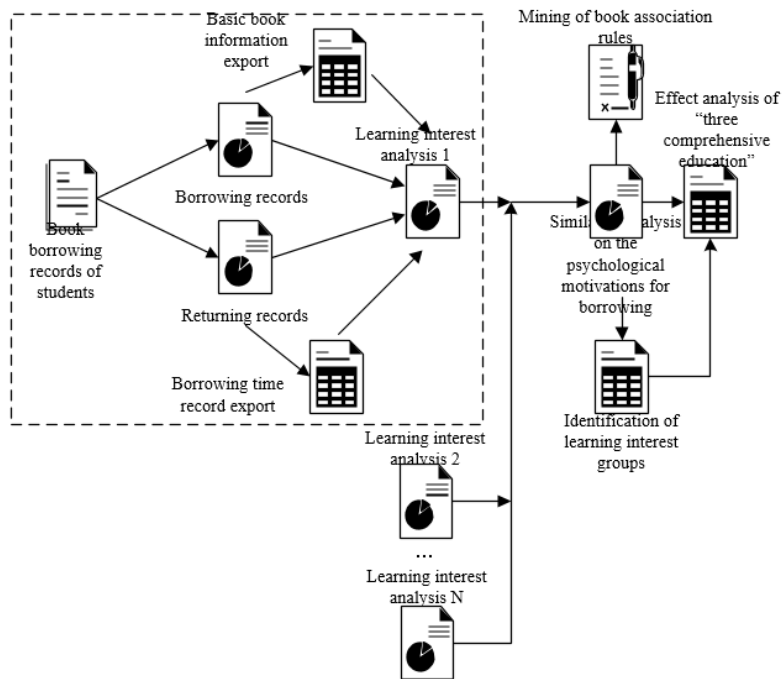 Basic book
information
export
Mining of book association
rules
Effect analysis of
“three
comprehensive
education”
Learning interest
analysis 1
Borrowing records
Book
borrowing
records of
students
analysis
on the
psychological
motivations for
borrowing
Returning records
Borrowing time
record export
Identification of
learning interest
groups
Learning interest
analysis 2
...
Learning interest
analysis N